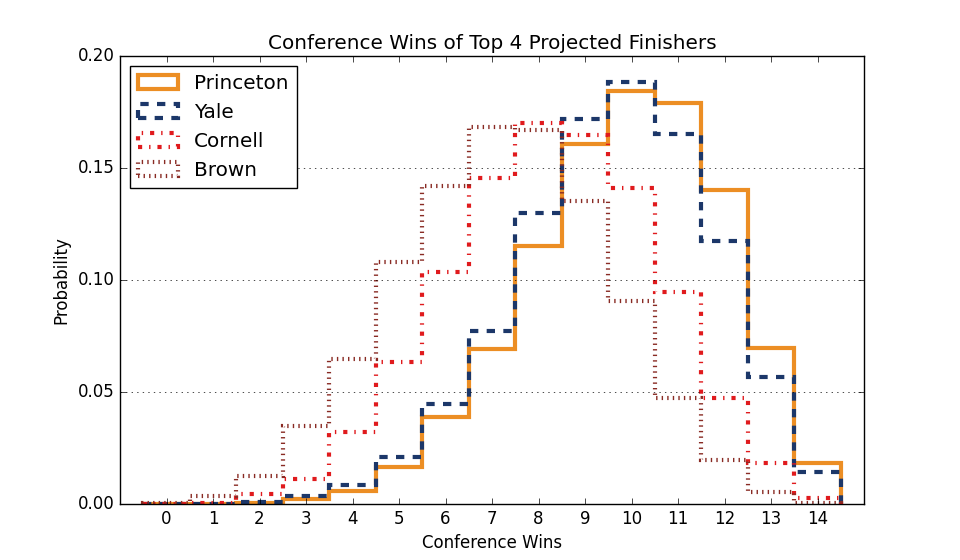 Conference Wins of Top 4 Projected Finishers
Princeton
Yale
Cornell
Brown
0.20
0.15
0.10
0.05
0.00
Probability
0 1 2 3 4 5 6 7 8 9 10 11 12 13 14
Conference Wins